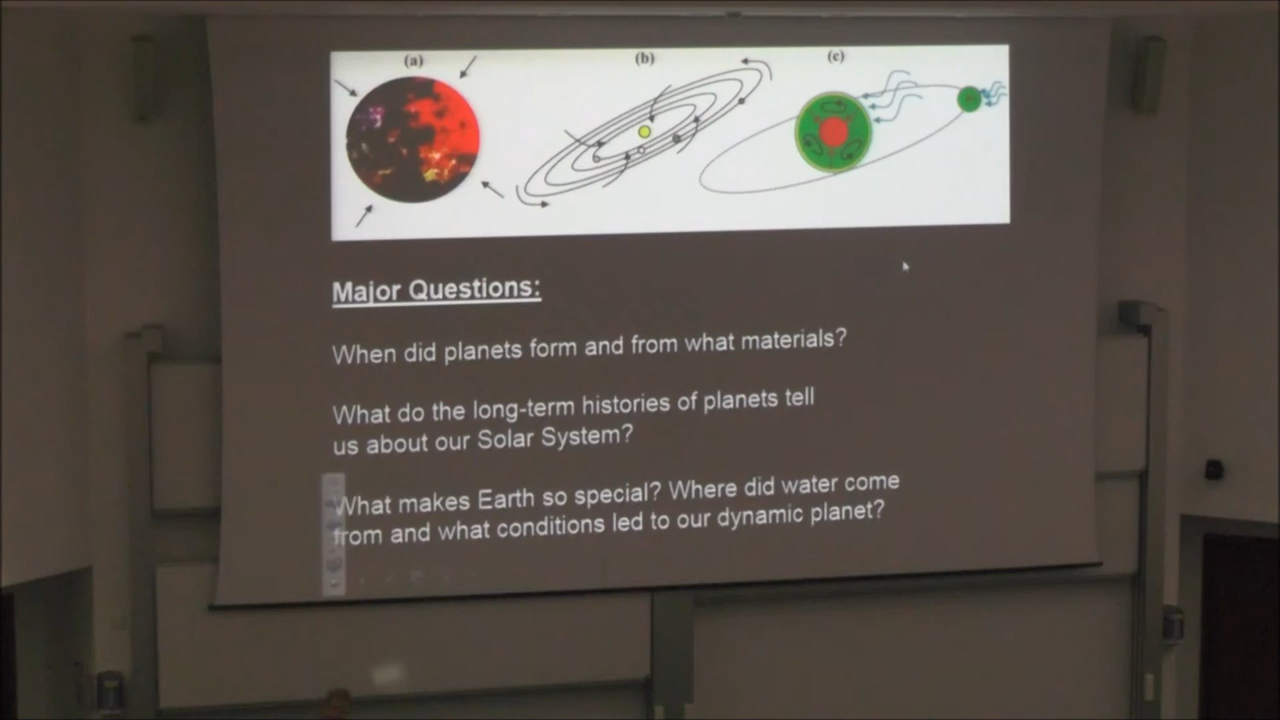 (a) (b) (c)
Major Questions:
When did planets form and from what materials?
What do the long-term histories of planets tell
us about our Solar System?
What makes Earth so special? Where did water come
from and what conditions led to our dynamic planet?